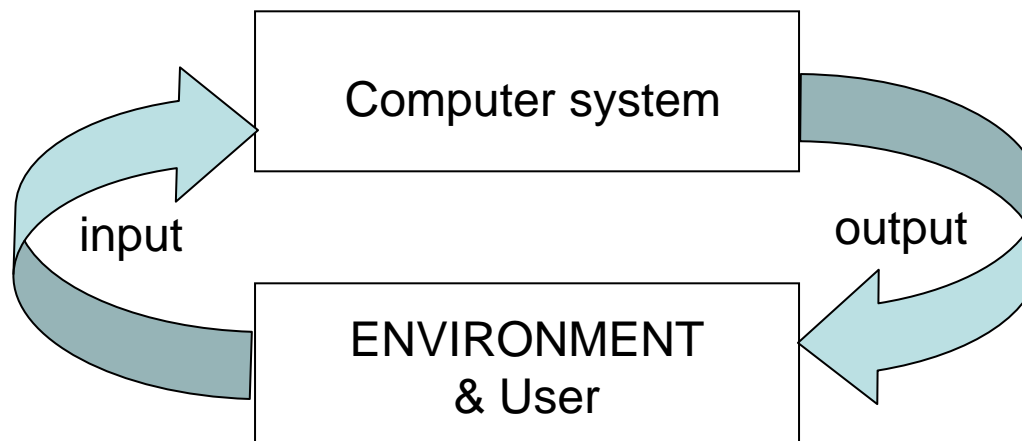 Computer system
input
output
ENVIRONMENT
& User